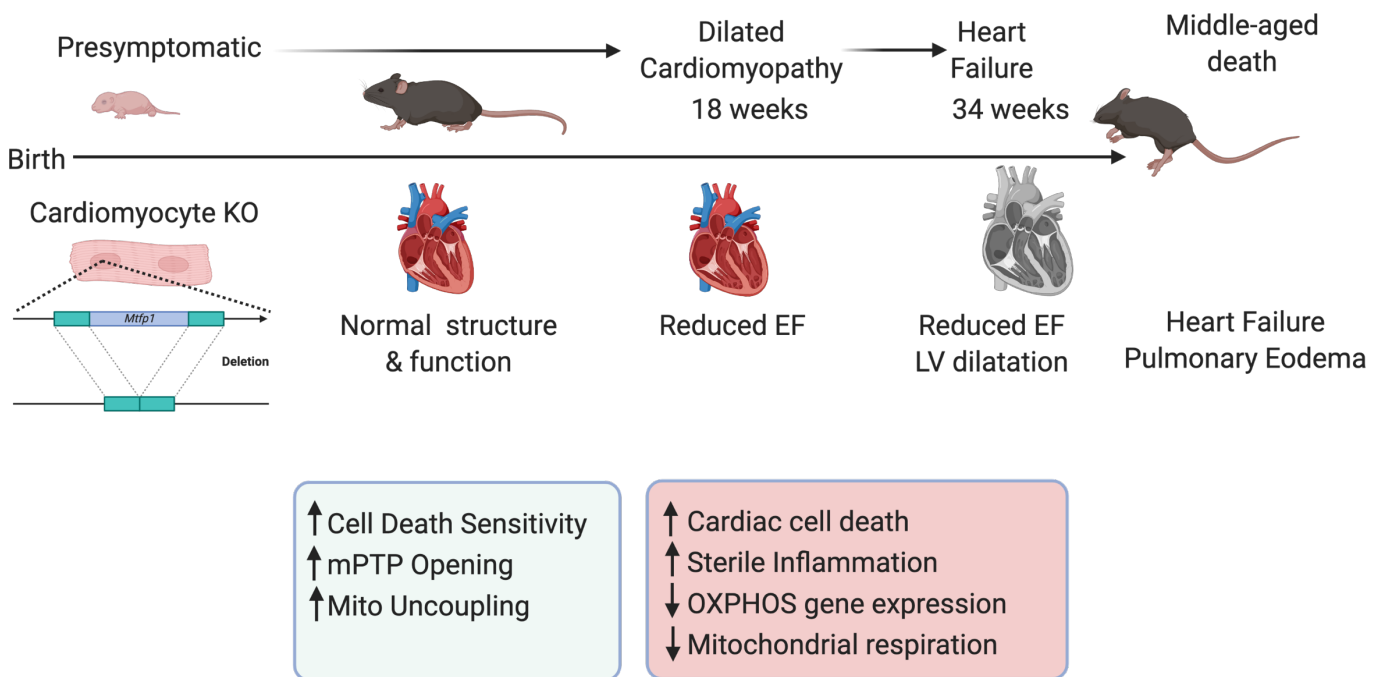 Presymptomatic
Dilated
Cardiomyopathy
18 weeks
Heart
Failure
34 weeks
Middle-aged
death
Birth
Cardiomyocyte KO
Mtfp1
Deletion
Normal structure
& function
Reduced EF
Reduced EF
LV dilatation
Heart Failure
Pulmonary Eodema
↑ Cell Death Sensitivity
↑ mPTP Opening
↑ Mito Uncoupling
↑ Cardiac cell death
↑ Sterile Inflammation
↓ OXPHOS gene expression
↓ Mitochondrial respiration